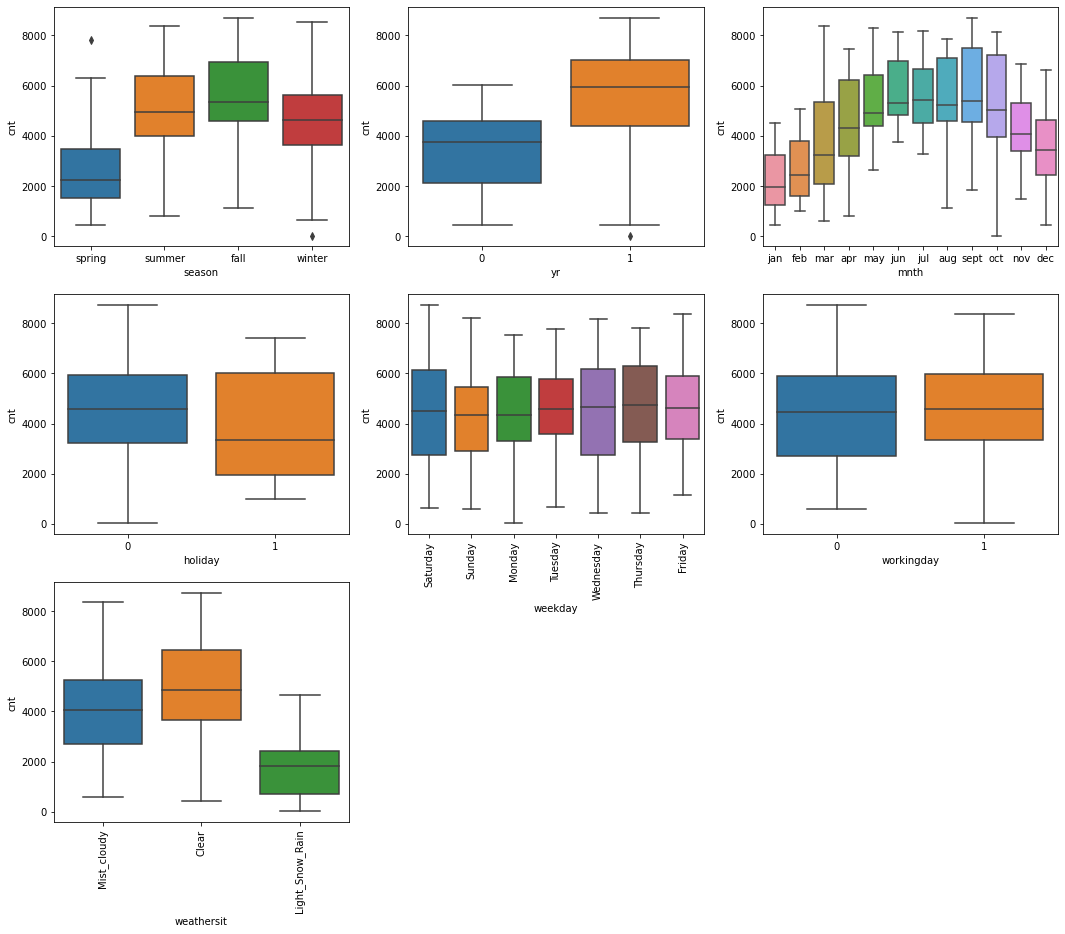 8000
6000
4000
2000
0
cnt
spring summer fall winter
season
8000
6000
4000
2000
0
cnt
0 1
yr
8000
6000
4000
2000
0
cnt
jan feb mar apr may jun jul aug sept oct nov dec
mnth
8000
6000
4000
2000
0
cnt
0 1
holiday
8000
6000
4000
2000
0
cnt
Saturday
Sunday
Monday
Tuesday
Wednesday
Thursday
Friday
weekday
8000
6000
4000
2000
0
cnt
0 1
workingday
8000
6000
4000
2000
0
cnt
Mist_cloudy
Clear
Light_Snow_Rain
weathersit